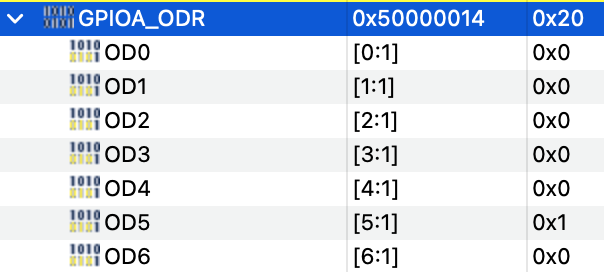 GPIOA_ODR 0x50000014 0x20
OD0 [0:1] 0x0
OD1 [1:1] 0x0
OD2 [2:1] 0x0
OD3 [3:1] 0x0
OD4 [4:1] 0x0
OD5 [5:1] 0x1
OD6 [6:1] 0x0